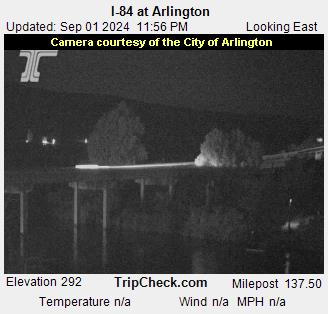 I-84 at Arlington
Updated: Sep 01 2024 11:56 PM Looking East
Camera courtesy of the City of Arlington
Elevation 292 TripCheck.com Milepost 137.50
Temperature n/a Wind n/a MPH n/a